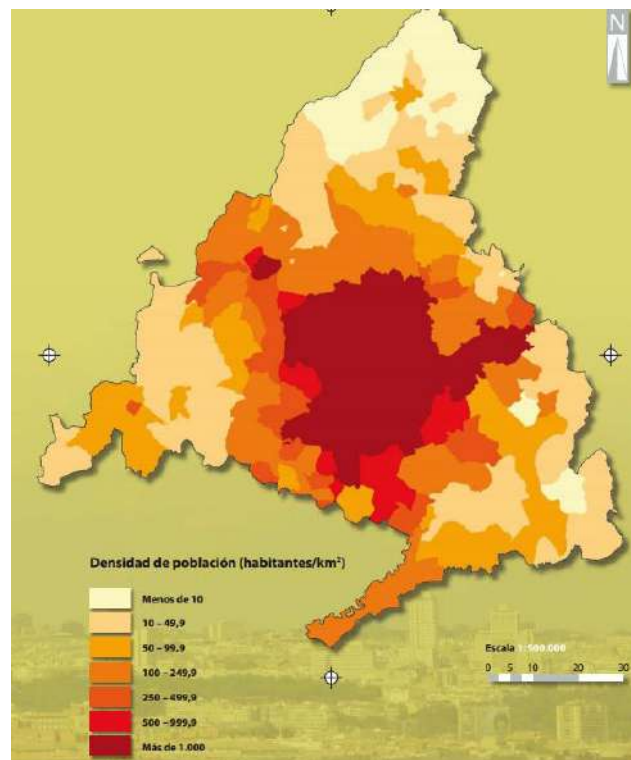 N
Densidad de población (habitantes/km²)
Menos de 10
10 – 49,9
50 – 99,9
100 – 249,9
250 – 499,9
500 – 999,9
Más de 1.000
Escala 1:500.000
0 5 10 20 30